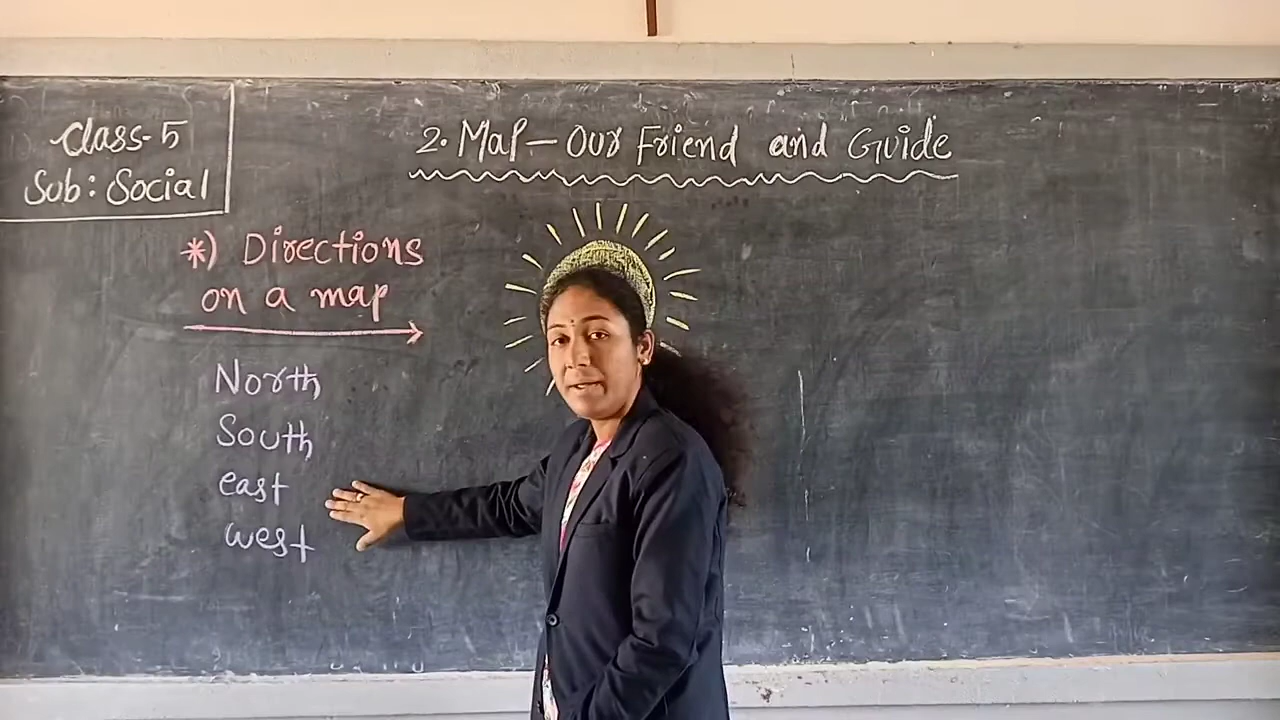 Class-5
Sub: Social
2. Map - Our Friend and Guide
*) Directions
on a map
North
South
east
west